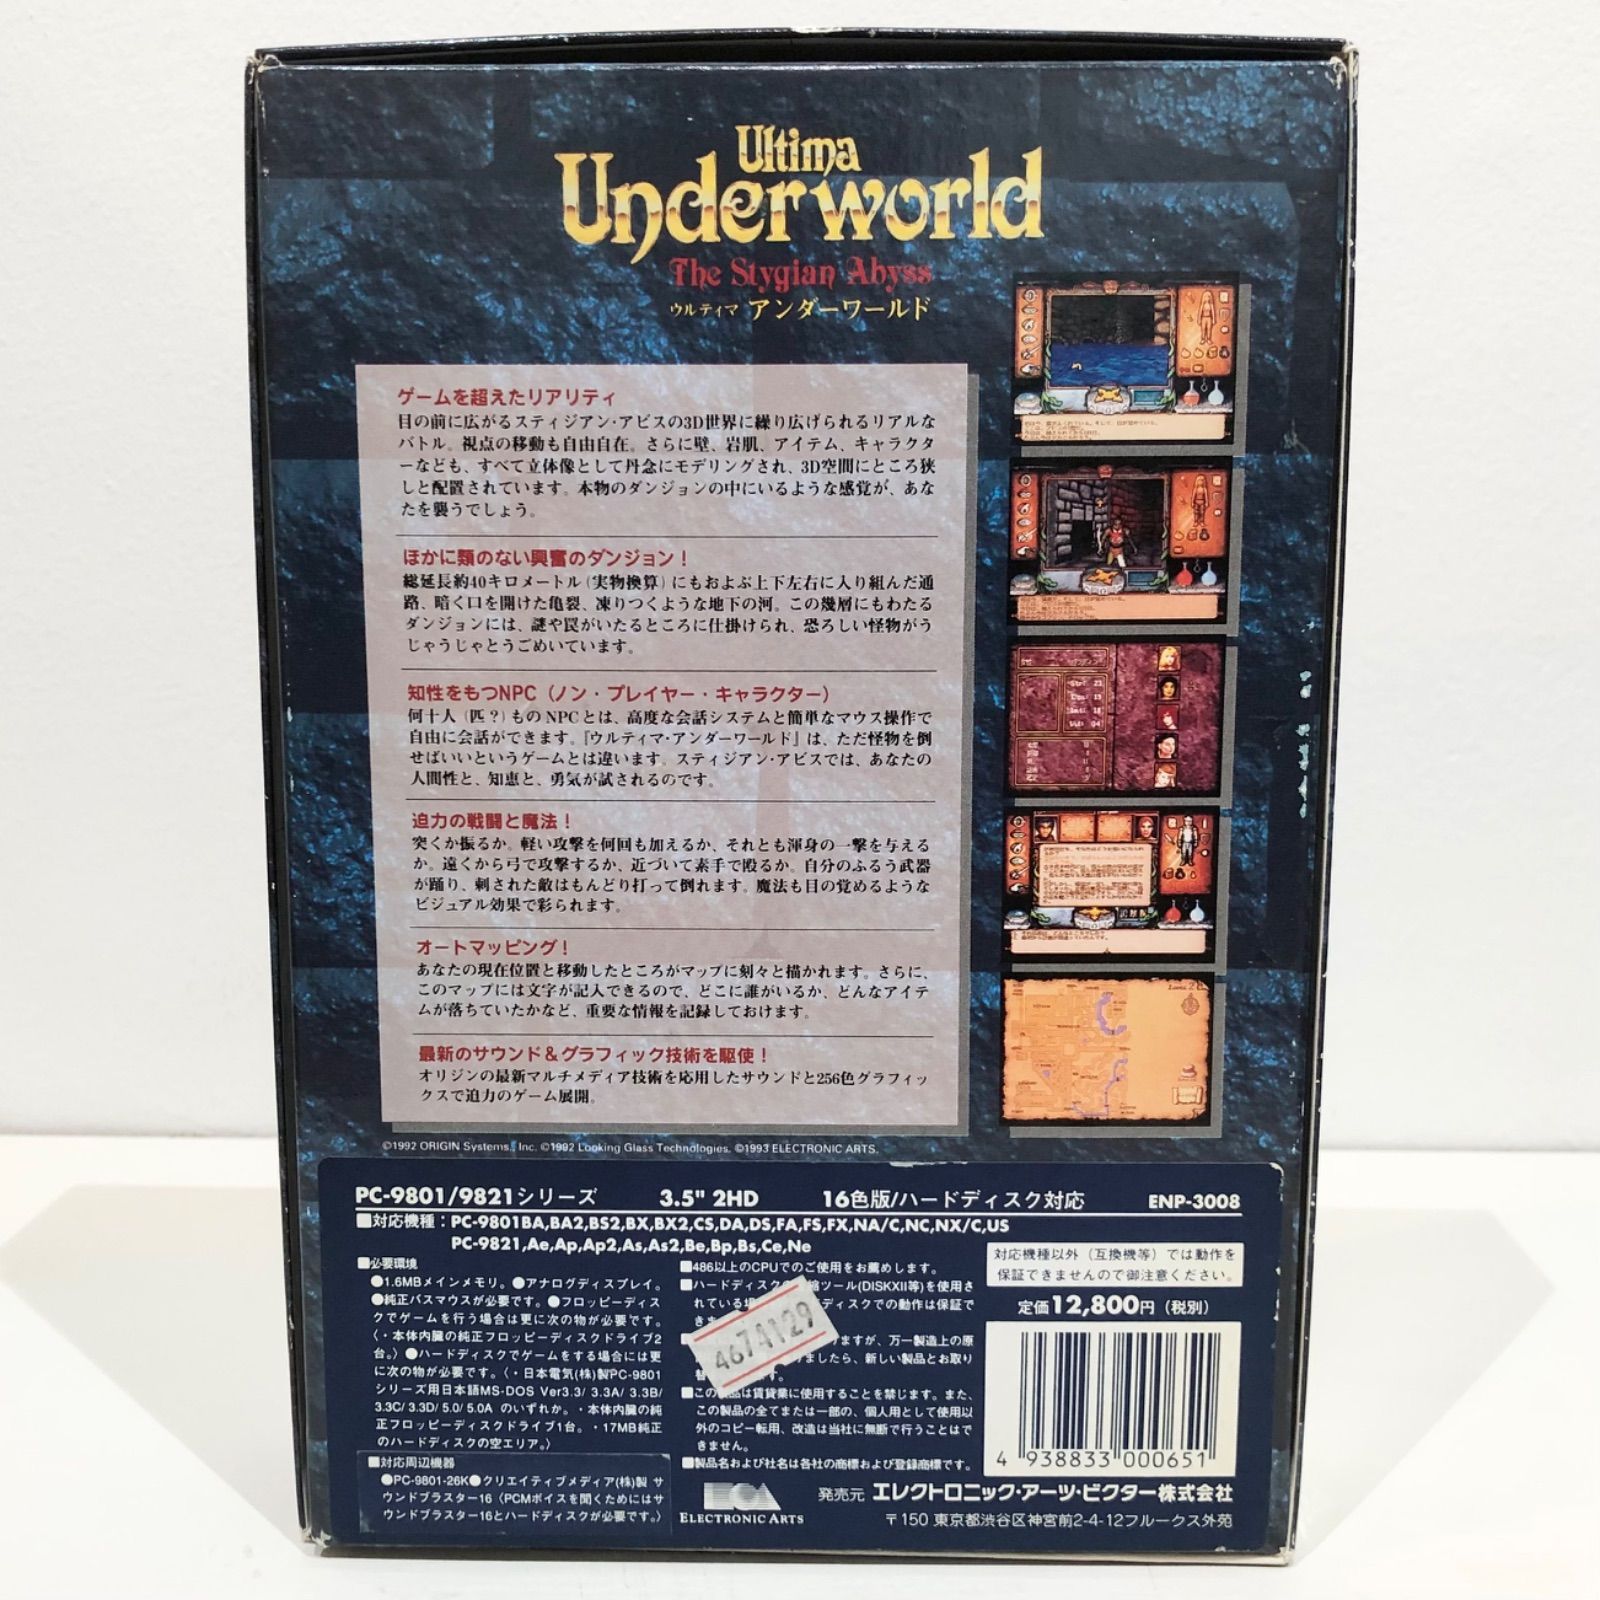 Ultima
Underworld
The Stygian Abyss
ウルティマ アンダーワールド
ゲームを超えたリアリティ
目の前に広がるスティジアン・アビスの3D世界に繰り広げられるリアルな
バトル。視点の移動も自由自在。さらに壁、岩肌、アイテム、キャラクタ
ーなども、すべて立体像として丹念にモデリングされ、3D空間にところ狭
しと配置されています。本物のダンジョンの中にいるような感覚が、あな
たを襲うでしょう。
ほかに類のない興奮のダンジョン！
総延長約40キロメートル（実物換算）にもおよぶ上下左右に入り組んだ通
路、暗く口を開けた亀裂、凍りつくような地下の河。この幾層にもわたる
ダンジョンには、謎や罠がいたるところに仕掛けられ、恐ろしい怪物がう
じゃうじゃとうごめいています。
知性をもつNPC（ノン・プレイヤー・キャラクター）
何十人（匹？）ものNPCとは、高度な会話システムと簡単なマウス操作で
自由に会話ができます。『ウルティマ・アンダーワールド』は、ただ怪物を倒
せばいいというゲームとは違います。スティジアン・アビスでは、あなたの
人間性と、知恵と、勇気が試されるのです。
迫力の戦闘と魔法！
突くか振るか。軽い攻撃を何回も加えるか、それとも渾身の一撃を与える
か。遠くから弓で攻撃するか、近づいて素手で殴るか。自分のふるう武器
が踊り、刺された敵はもんどり打って倒れます。魔法も目の覚めるような
ビジュアル効果で彩られます。
オートマッピング！
あなたの現在位置と移動したところがマップに刻々と描かれます。さらに、
このマップには文字が記入できるので、どこに誰がいるか、どんなアイテ
ムが落ちていたかなど、重要な情報を記録しておけます。
最新のサウンド＆グラフィック技術を駆使！
オリジンの最新マルチメディア技術を応用したサウンドと256色グラフィッ
クスで迫力のゲーム展開。
©1992 ORIGIN Systems, Inc. ©1992 Looking Glass Technologies. ©1993 ELECTRONIC ARTS.
PC-9801/9821シリーズ 3.5" 2HD 16色版/ハードディスク対応 ENP-3008
■対応機種：PC-9801BA,BA2,BS2,BX,BX2,CS,DA,DS,FA,FS,FX,NA/C,NC,NX/C,US
PC-9821,Ae,Ap,Ap2,As,As2,Be,Bp,Bs,Ce,Ne
■必要環境
●1.6MBメインメモリ。●アナログディスプレイ。
●純正バスマウスが必要です。●フロッピーディス
クでゲームを行う場合は更に次の物が必要です。
〈・本体内臓の純正フロッピーディスクドライブ2
台。〉●ハードディスクでゲームをする場合には更
に次の物が必要です。〈・日本電気(株)製PC-9801
シリーズ用日本語MS-DOS Ver3.3/ 3.3A/ 3.3B/
3.3C/ 3.3D/ 5.0/ 5.0A のいずれか。・本体内臓の純
正フロッピーディスクドライブ1台。・17MB純正
のハードディスクの空エリア。〉
■対応周辺機器
●PC-9801-26K●クリエイティブメディア(株)製 サ
ウンドブラスター16〈PCMボイスを聞くためにはサ
ウンドブラスター16とハードディスクが必要です。〉
■486以上のCPUでのご使用をお薦めします。
■ハードディスクの 縮ツール(DISKXII等)を使用さ
れている場 ディスクでの動作は保証で
きま
りますが、万一製造上の原
ましたら、新しい製品とお取り
替 す。
4674129
■この製品は賃貸業に使用することを禁じます。また、
この製品の全てまたは一部の、個人用として使用以
外のコピー転用、改造は当社に無断で行うことはで
きません。
■製品名および社名は各社の商標および登録商標です。
対応機種以外（互換機等）では動作を
保証できませんので御注意ください。
定価12,800円（税別）
4 938833 000651
ELECTRONIC ARTS
発売元 エレクトロニック・アーツ・ビクター株式会社
〒150 東京都渋谷区神宮前2-4-12フルークス外苑